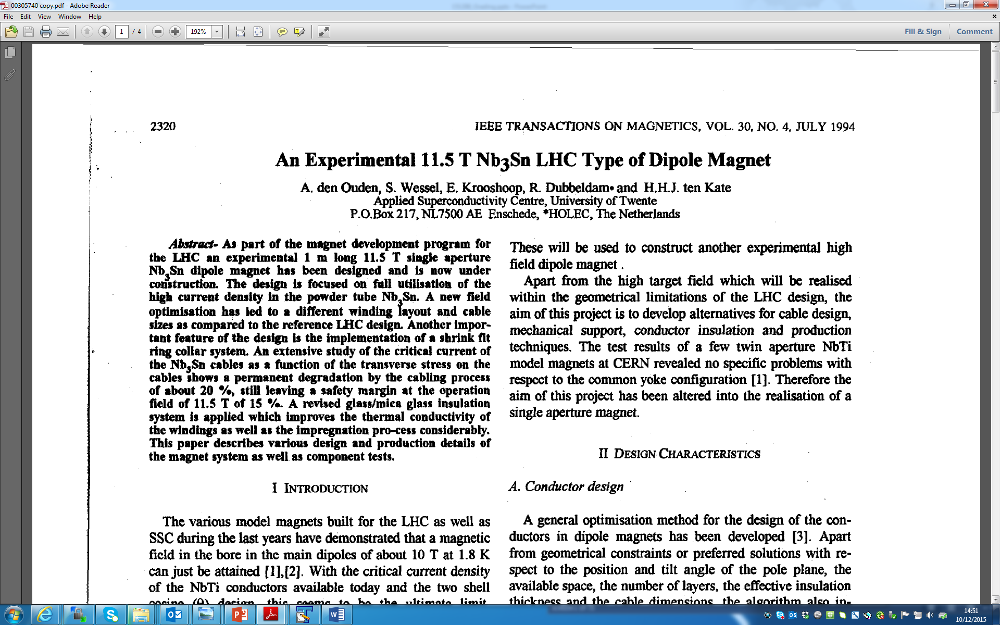 00305740 copy.pdf - Adobe Reader
File Edit View Window Help
1 / 4 192% Fill & Sign Comment
2320 IEEE TRANSACTIONS ON MAGNETICS, VOL. 30, NO. 4, JULY 1994
An Experimental 11.5 T Nb3Sn LHC Type of Dipole Magnet
A. den Ouden, S. Wessel, E. Krooshoop, R. Dubbeldam* and H.H.J. ten Kate
Applied Superconductivity Centre, University of Twente
P.O.Box 217, NL7500 AE Enschede, *HOLEC, The Netherlands
Abstract- As part of the magnet development program for
the LHC an experimental 1 m long 11.5 T single aperture
Nb3Sn dipole magnet has been designed and is now under
construction. The design is focused on full utilisation of the
high current density in the powder tube Nb3Sn. A new field
optimisation has led to a different winding layout and cable
sizes as compared to the reference LHC design. Another impor-
tant feature of the design is the implementation of a shrink fit
ring collar system. An extensive study of the critical current of
the Nb3Sn cables as a function of the transverse stress on the
cables shows a permanent degradation by the cabling process
of about 20 %, still leaving a safety margin at the operation
field of 11.5 T of 15 %. A revised glass/mica glass insulation
system is applied which improves the thermal conductivity of
the windings as well as the impregnation pro-cess considerably.
This paper describes various design and production details of
the magnet system as well as component tests.
I INTRODUCTION
The various model magnets built for the LHC as well as
SSC during the last years have demonstrated that a magnetic
field in the bore in the main dipoles of about 10 T at 1.8 K
can just be attained [1],[2]. With the critical current density
of the NbTi conductors available today and the two shell
cosine (θ) design, this seems to be the ultimate limit.
These will be used to construct another experimental high
field dipole magnet .
Apart from the high target field which will be realised
within the geometrical limitations of the LHC design, the
aim of this project is to develop alternatives for cable design,
mechanical support, conductor insulation and production
techniques. The test results of a few twin aperture NbTi
model magnets at CERN revealed no specific problems with
respect to the common yoke configuration [1]. Therefore the
aim of this project has been altered into the realisation of a
single aperture magnet.
II DESIGN CHARACTERISTICS
A. Conductor design
A general optimisation method for the design of the con-
ductors in dipole magnets has been developed [3]. Apart
from geometrical constraints or preferred solutions with re-
spect to the position and tilt angle of the pole plane, the
available space, the number of layers, the effective insulation
thickness and the cable dimensions, the algorithm also in-
14:51
10/12/2015